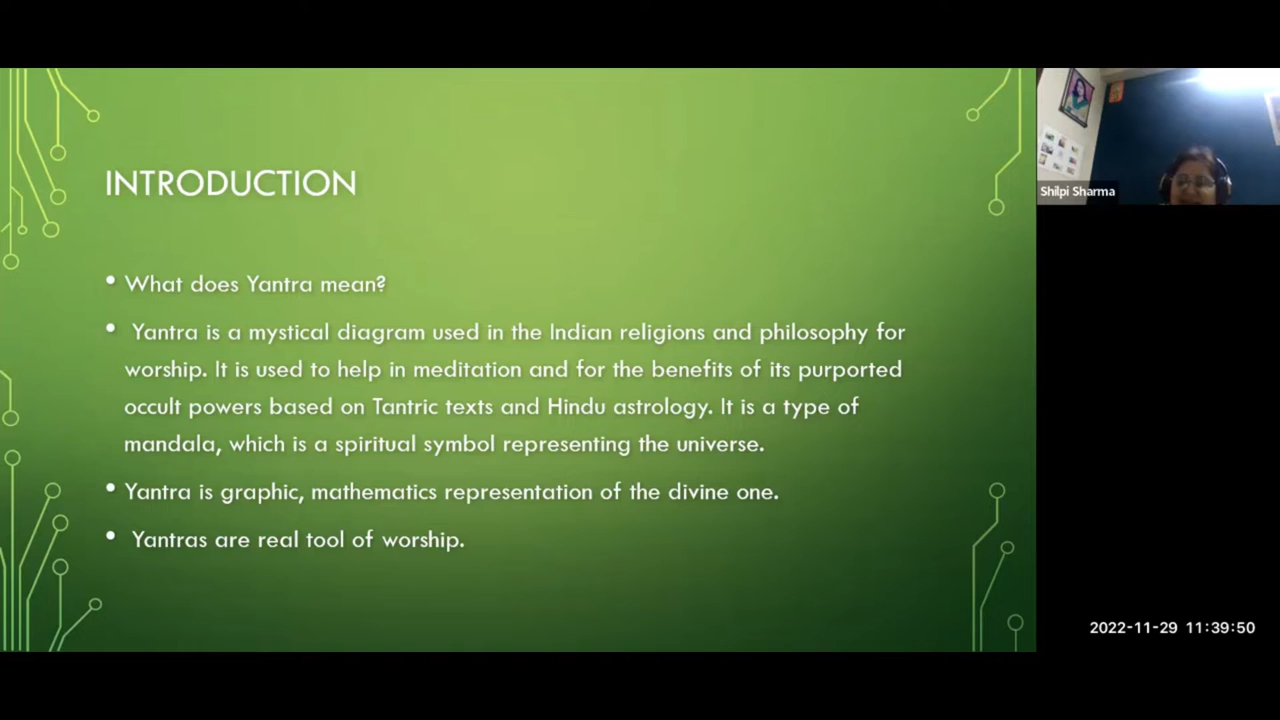 INTRODUCTION
• What does Yantra mean?
• Yantra is a mystical diagram used in the Indian religions and philosophy for
worship. It is used to help in meditation and for the benefits of its purported
occult powers based on Tantric texts and Hindu astrology. It is a type of
mandala, which is a spiritual symbol representing the universe.
• Yantra is graphic, mathematics representation of the divine one.
• Yantras are real tool of worship.
Shilpi Sharma
2022-11-29 11:39:50